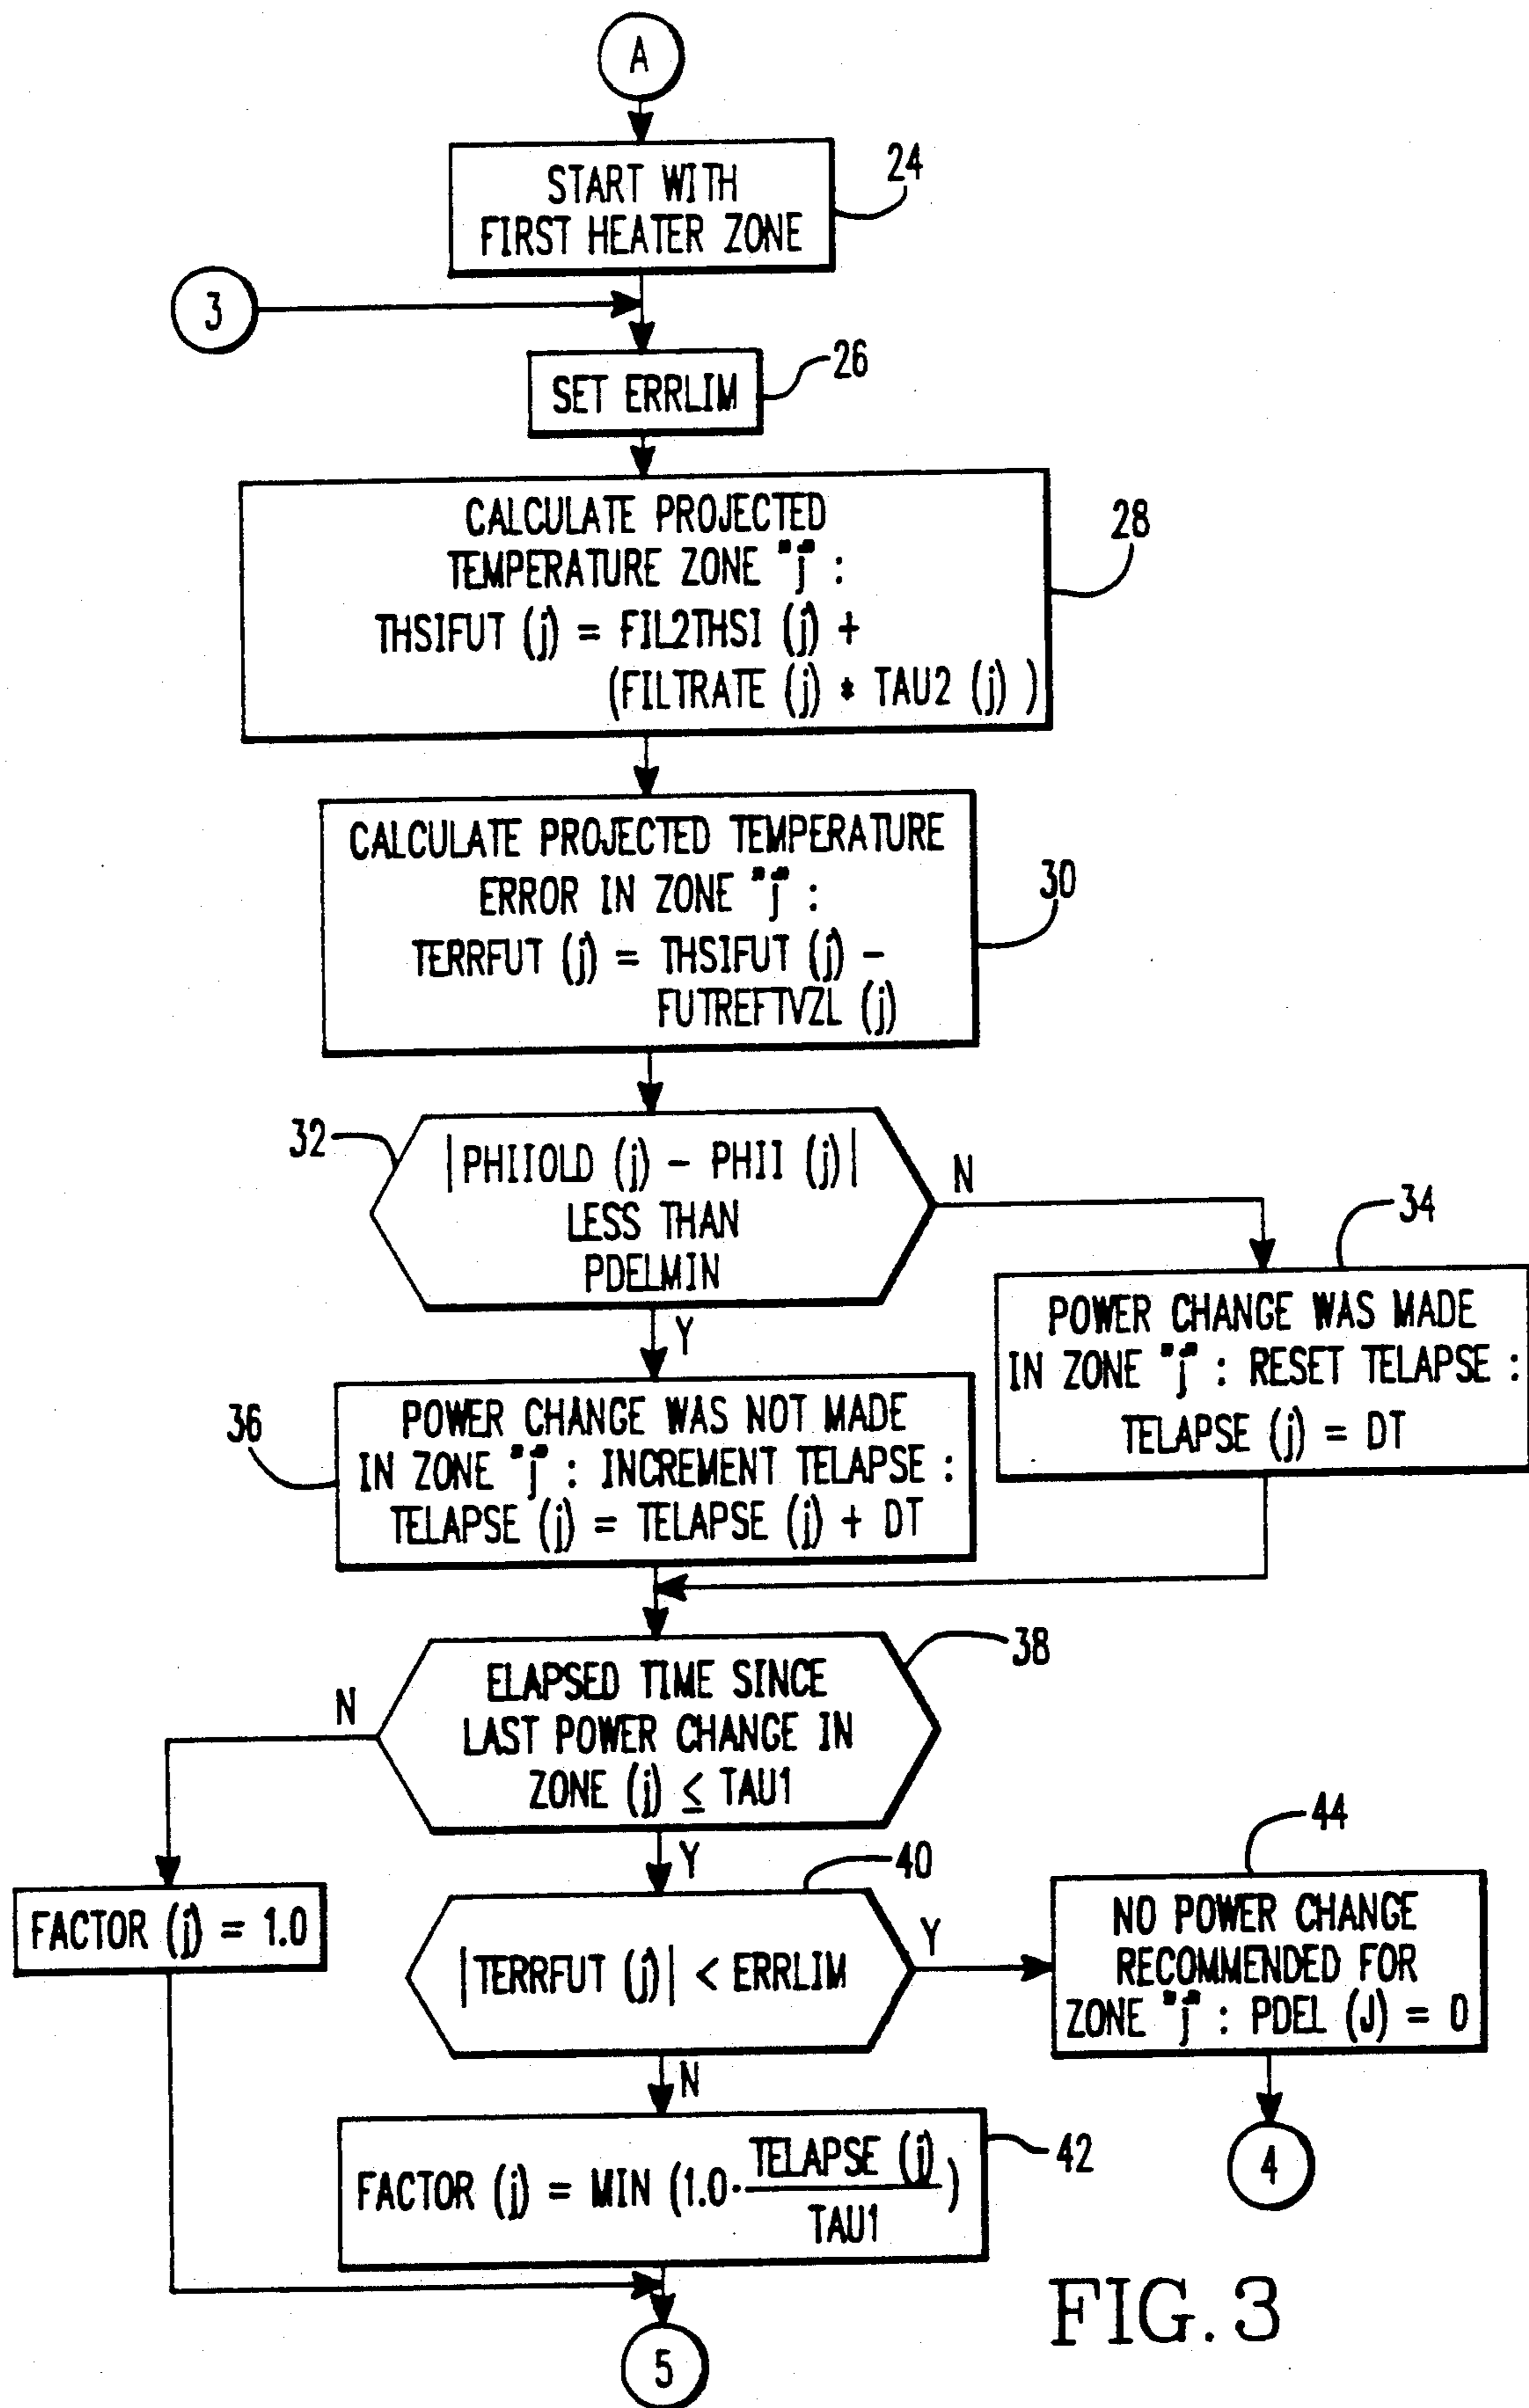 A
START WITH
FIRST HEATER ZONE
24
3
SET ERRLIM
26
CALCULATE PROJECTED
TEMPERATURE ZONE "j" :
THSIFUT (j) = FIL2THSI (j) +
(FILTRATE (j) * TAU2 (j) )
28
CALCULATE PROJECTED TEMPERATURE
ERROR IN ZONE "j" :
TERRFUT (j) = THSIFUT (j) –
FUTREFTVZL (j)
30
32
|PHIIOLD (j) – PHII (j)|
LESS THAN
PDELMIN
N
Y
34
POWER CHANGE WAS MADE
IN ZONE "j" : RESET TELAPSE :
TELAPSE (j) = DT
36
POWER CHANGE WAS NOT MADE
IN ZONE "j" : INCREMENT TELAPSE :
TELAPSE (j) = TELAPSE (j) + DT
38
ELAPSED TIME SINCE
LAST POWER CHANGE IN
ZONE (j) ≤ TAU1
N
Y
FACTOR (j) = 1.0
40
|TERRFUT (j)| < ERRLIM
Y
N
44
NO POWER CHANGE
RECOMMENDED FOR
ZONE "j" : PDEL (J) = 0
4
42
FACTOR (j) = MIN (1.0· TELAPSE (j) / TAU1 )
5
FIG. 3